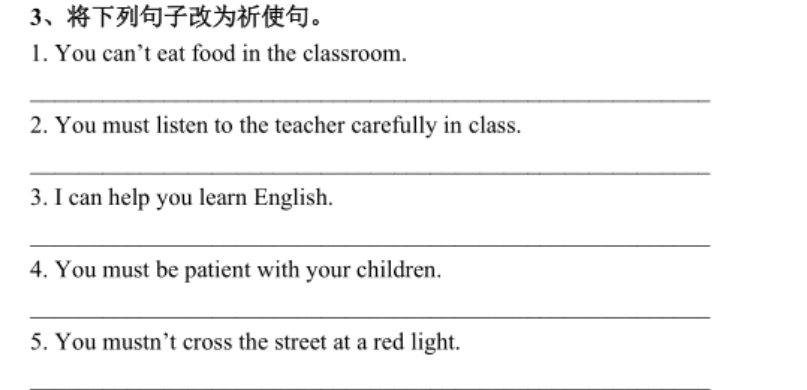 3、将下列句子改为祈使句。
1. You can’t eat food in the classroom.
2. You must listen to the teacher carefully in class.
3. I can help you learn English.
4. You must be patient with your children.
5. You mustn’t cross the street at a red light.